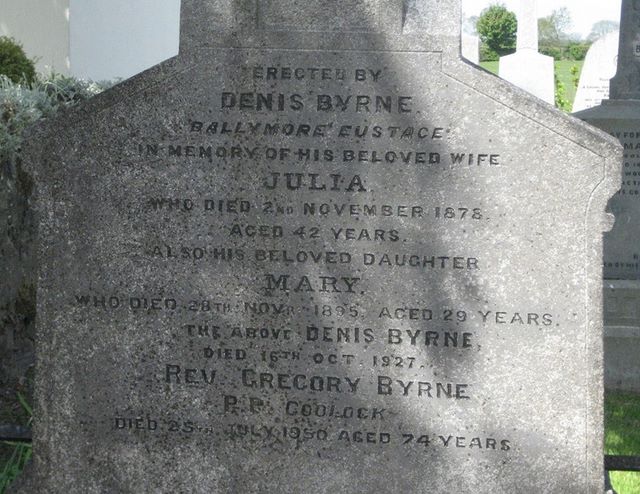 ERECTED BY
DENIS BYRNE
BALLYMORE EUSTACE
IN MEMORY OF HIS BELOVED WIFE
JULIA
WHO DIED 2ND NOVEMBER 1878.
AGED 42 YEARS.
ALSO HIS BELOVED DAUGHTER
MARY.
WHO DIED 28TH NOVR 1895. AGED 29 YEARS.
THE ABOVE DENIS BYRNE,
DIED 16TH OCT. 1927.
REV. GREGORY BYRNE
P.P. COOLOCK
DIED 25TH JULY 1950 AGED 74 YEARS